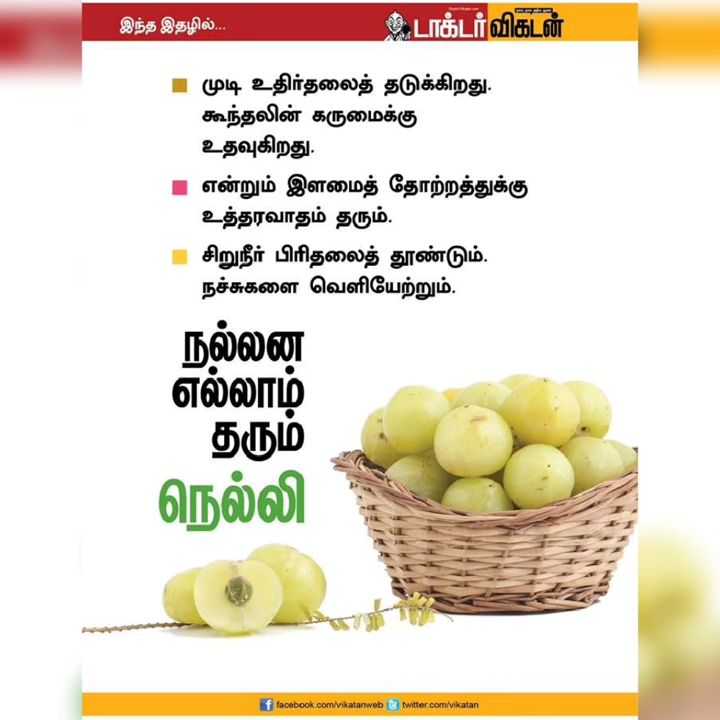 இந்த இதழில்...
டாக்டர் விகடன்
முடி உதிர்தலைத் தடுக்கிறது.
கூந்தலின் கருமைக்கு
உதவுகிறது.
என்றும் இளமைத் தோற்றத்துக்கு
உத்தரவாதம் தரும்.
சிறுநீர் பிரிதலைத் தூண்டும்.
நச்சுகளை வெளியேற்றும்.
நல்லன
எல்லாம்
தரும்
நெல்லி
facebook.com/vikatanweb twitter.com/vikatan